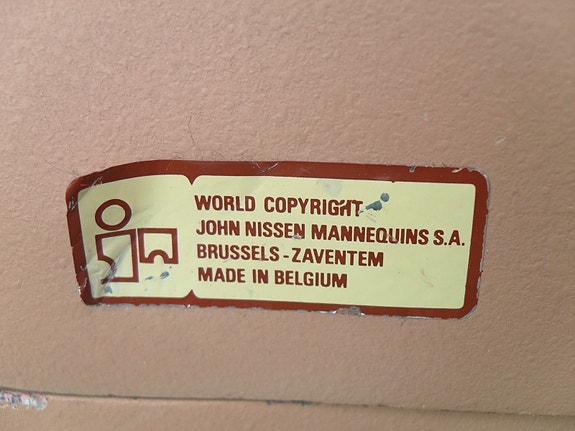 WORLD COPYRIGHT
JOHN NISSEN MANNEQUINS S.A.
BRUSSELS - ZAVENTEM
MADE IN BELGIUM